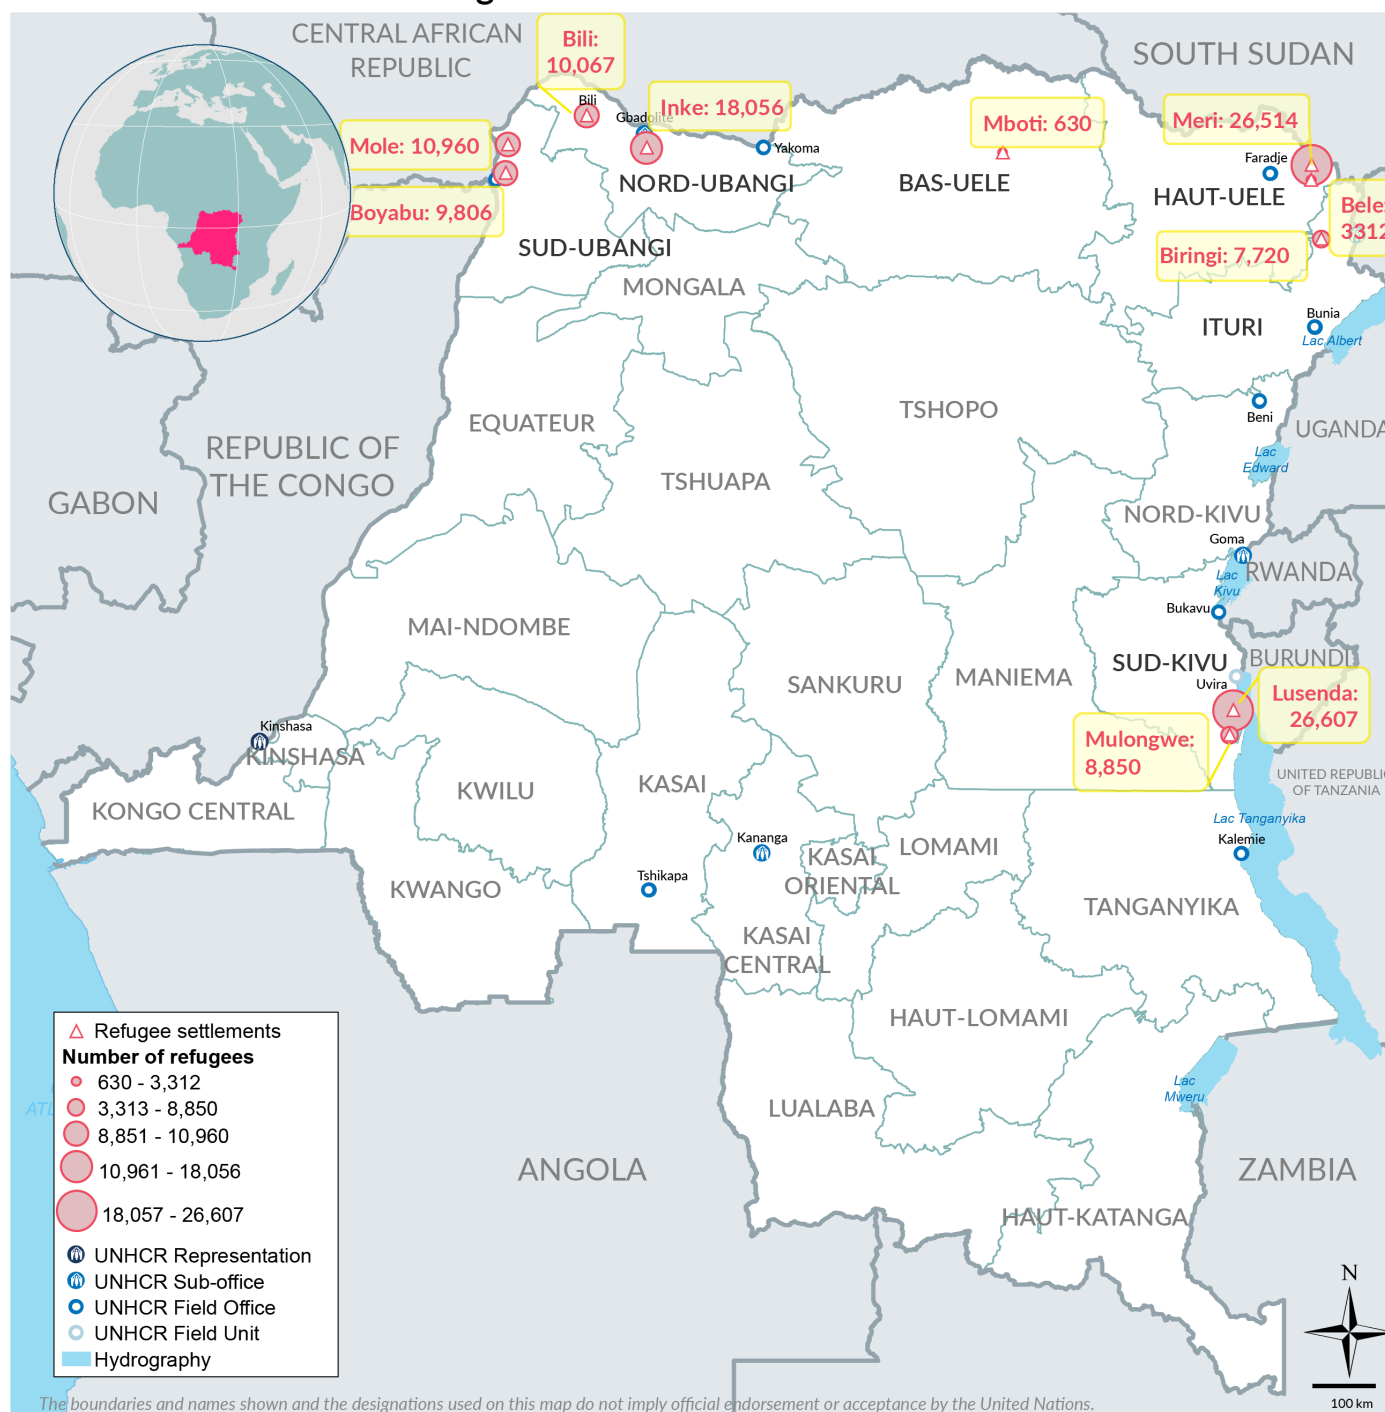 CENTRAL AFRICAN
REPUBLIC
SOUTH SUDAN
Bili:
10,067
Bili
Gbadolite
Inke: 18,056
Mboti: 630
Meri: 26,514
Mole: 10,960
Yakoma
Faradje
NORD-UBANGI
BAS-UELE
HAUT-UELE
Boyabu: 9,806
Bele:
3312
SUD-UBANGI
Biringi: 7,720
MONGALA
ITURI
Bunia
Lac Albert
EQUATEUR
TSHOPO
Beni
UGANDA
REPUBLIC OF
THE CONGO
Lac
Edward
GABON
TSHUAPA
NORD-KIVU
Goma
RWANDA
Lac
Kivu
Bukavu
MAI-NDOMBE
SUD-KIVU
BURUNDI
SANKURU
MANIEMA
Uvira
Lusenda:
26,607
Kinshasa
KINSHASA
Mulongwe:
8,850
UNITED REPUBLIC
OF TANZANIA
KASAI
KWILU
KONGO CENTRAL
Lac Tanganyika
Kananga
Kalemie
KASAI
ORIENTAL
LOMAMI
Tshikapa
KWANGO
TANGANYIKA
KASAI
CENTRAL
HAUT-LOMAMI
Refugee settlements
Number of refugees
630 - 3,312
3,313 - 8,850
8,851 - 10,960
10,961 - 18,056
18,057 - 26,607
UNHCR Representation
UNHCR Sub-office
UNHCR Field Office
UNHCR Field Unit
Hydrography
Lac
Mweru
LUALABA
ANGOLA
ZAMBIA
HAUT-KATANGA
N
100 km
The boundaries and names shown and the designations used on this map do not imply official endorsement or acceptance by the United Nations.